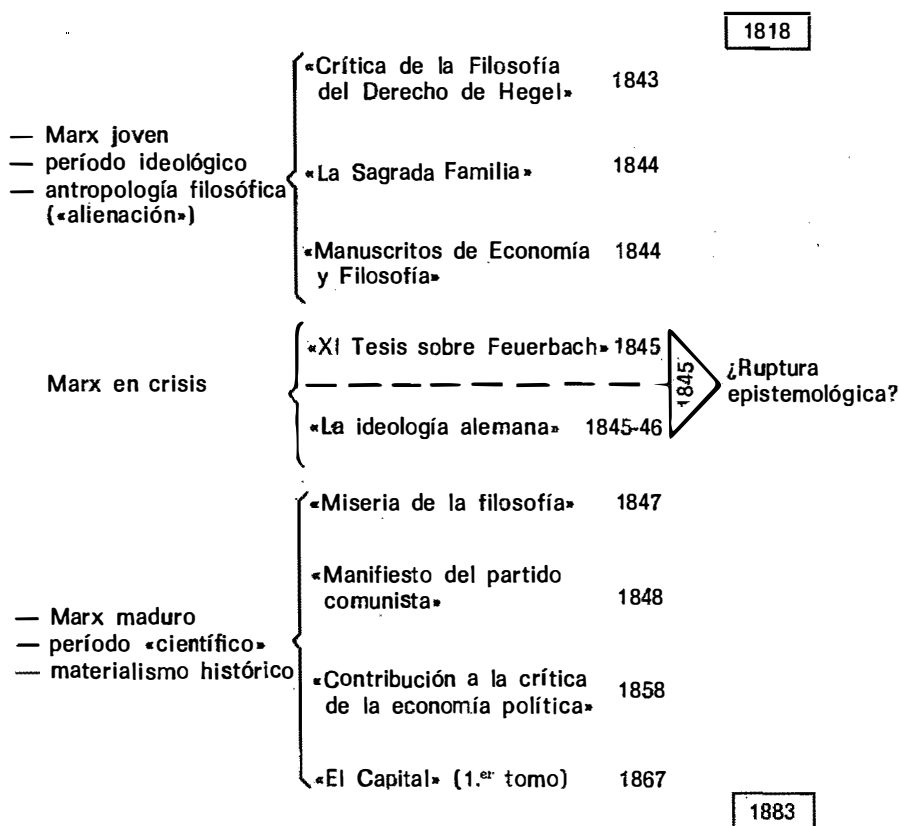 1818
«Crítica de la Filosofía
del Derecho de Hegel» 1843
— Marx joven
— período ideológico
— antropología filosófica
(«alienación»)
«La Sagrada Familia» 1844
«Manuscritos de Economía 1844
y Filosofía»
Marx en crisis
«XI Tesis sobre Feuerbach» 1845
«La ideología alemana» 1845-46
1845
¿Ruptura
epistemológica?
«Miseria de la filosofía» 1847
«Manifiesto del partido
comunista» 1848
— Marx maduro
— período «científico»
— materialismo histórico
«Contribución a la crítica
de la economía política» 1858
«El Capital» (1.er tomo) 1867
1883